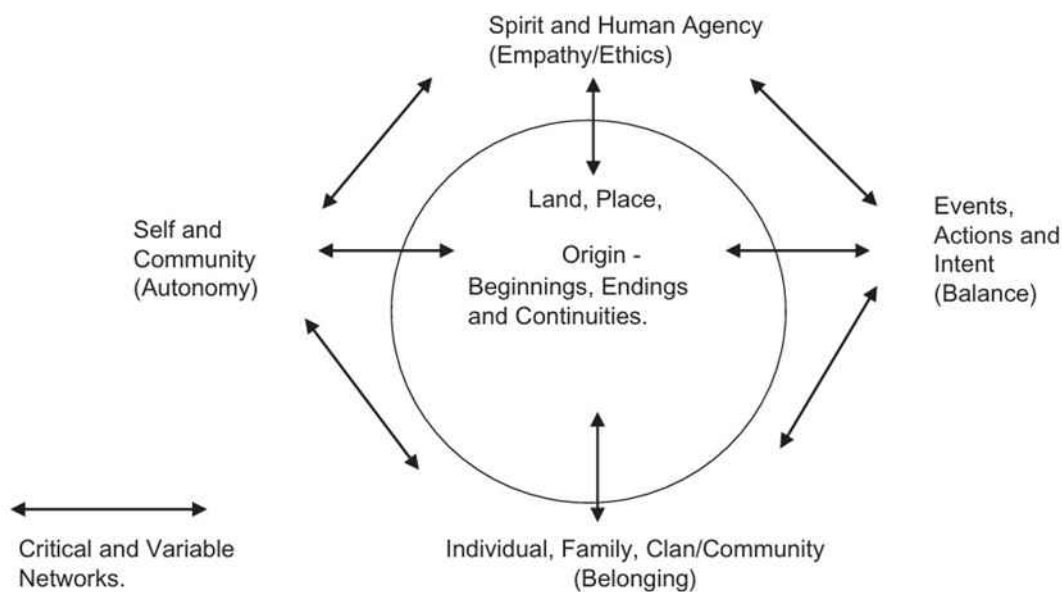 Spirit and Human Agency
(Empathy/Ethics)
Land, Place,
Origin -
Beginnings, Endings
and Continuities.
Self and
Community
(Autonomy)
Events,
Actions and
Intent
(Balance)
Individual, Family, Clan/Community
(Belonging)
Critical and Variable
Networks.